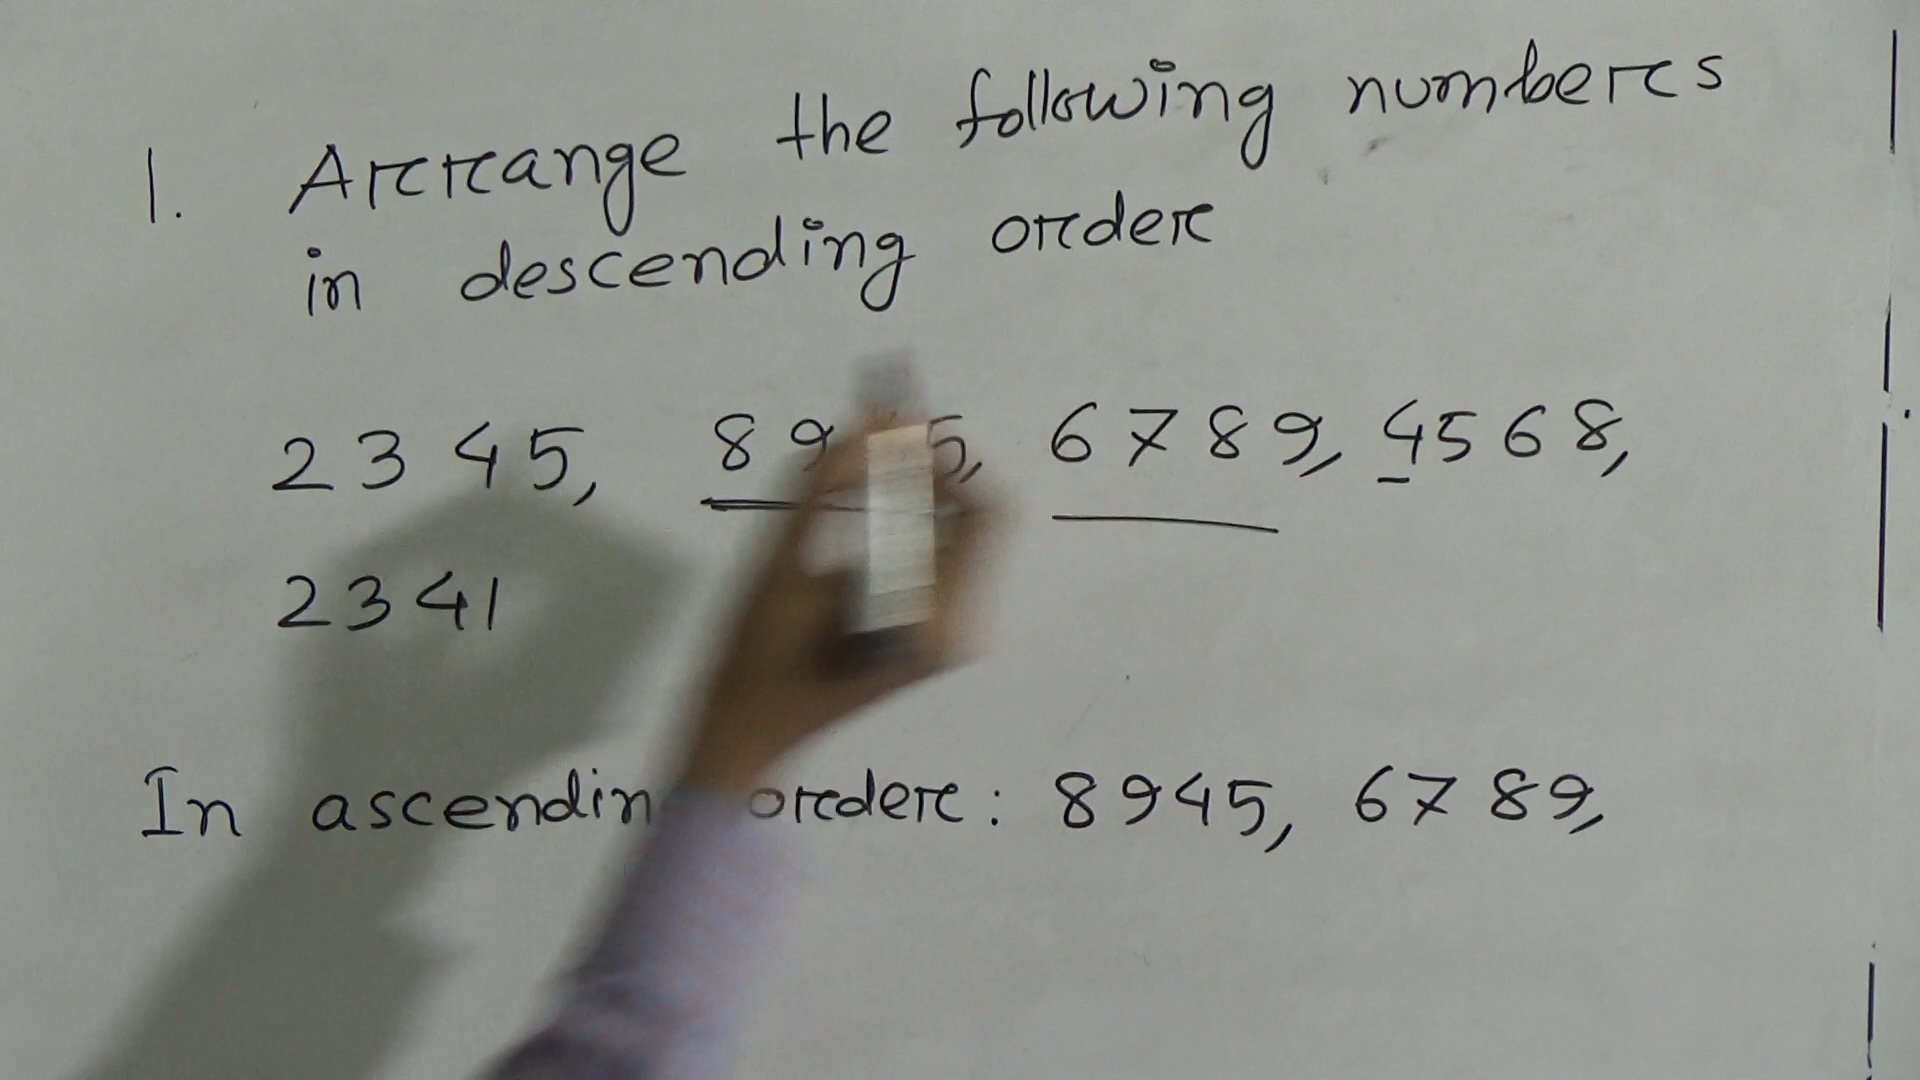 1. Arrange the following numbers
in descending order
2345, 6789, 4568,
2341
In order: 8945, 6789,